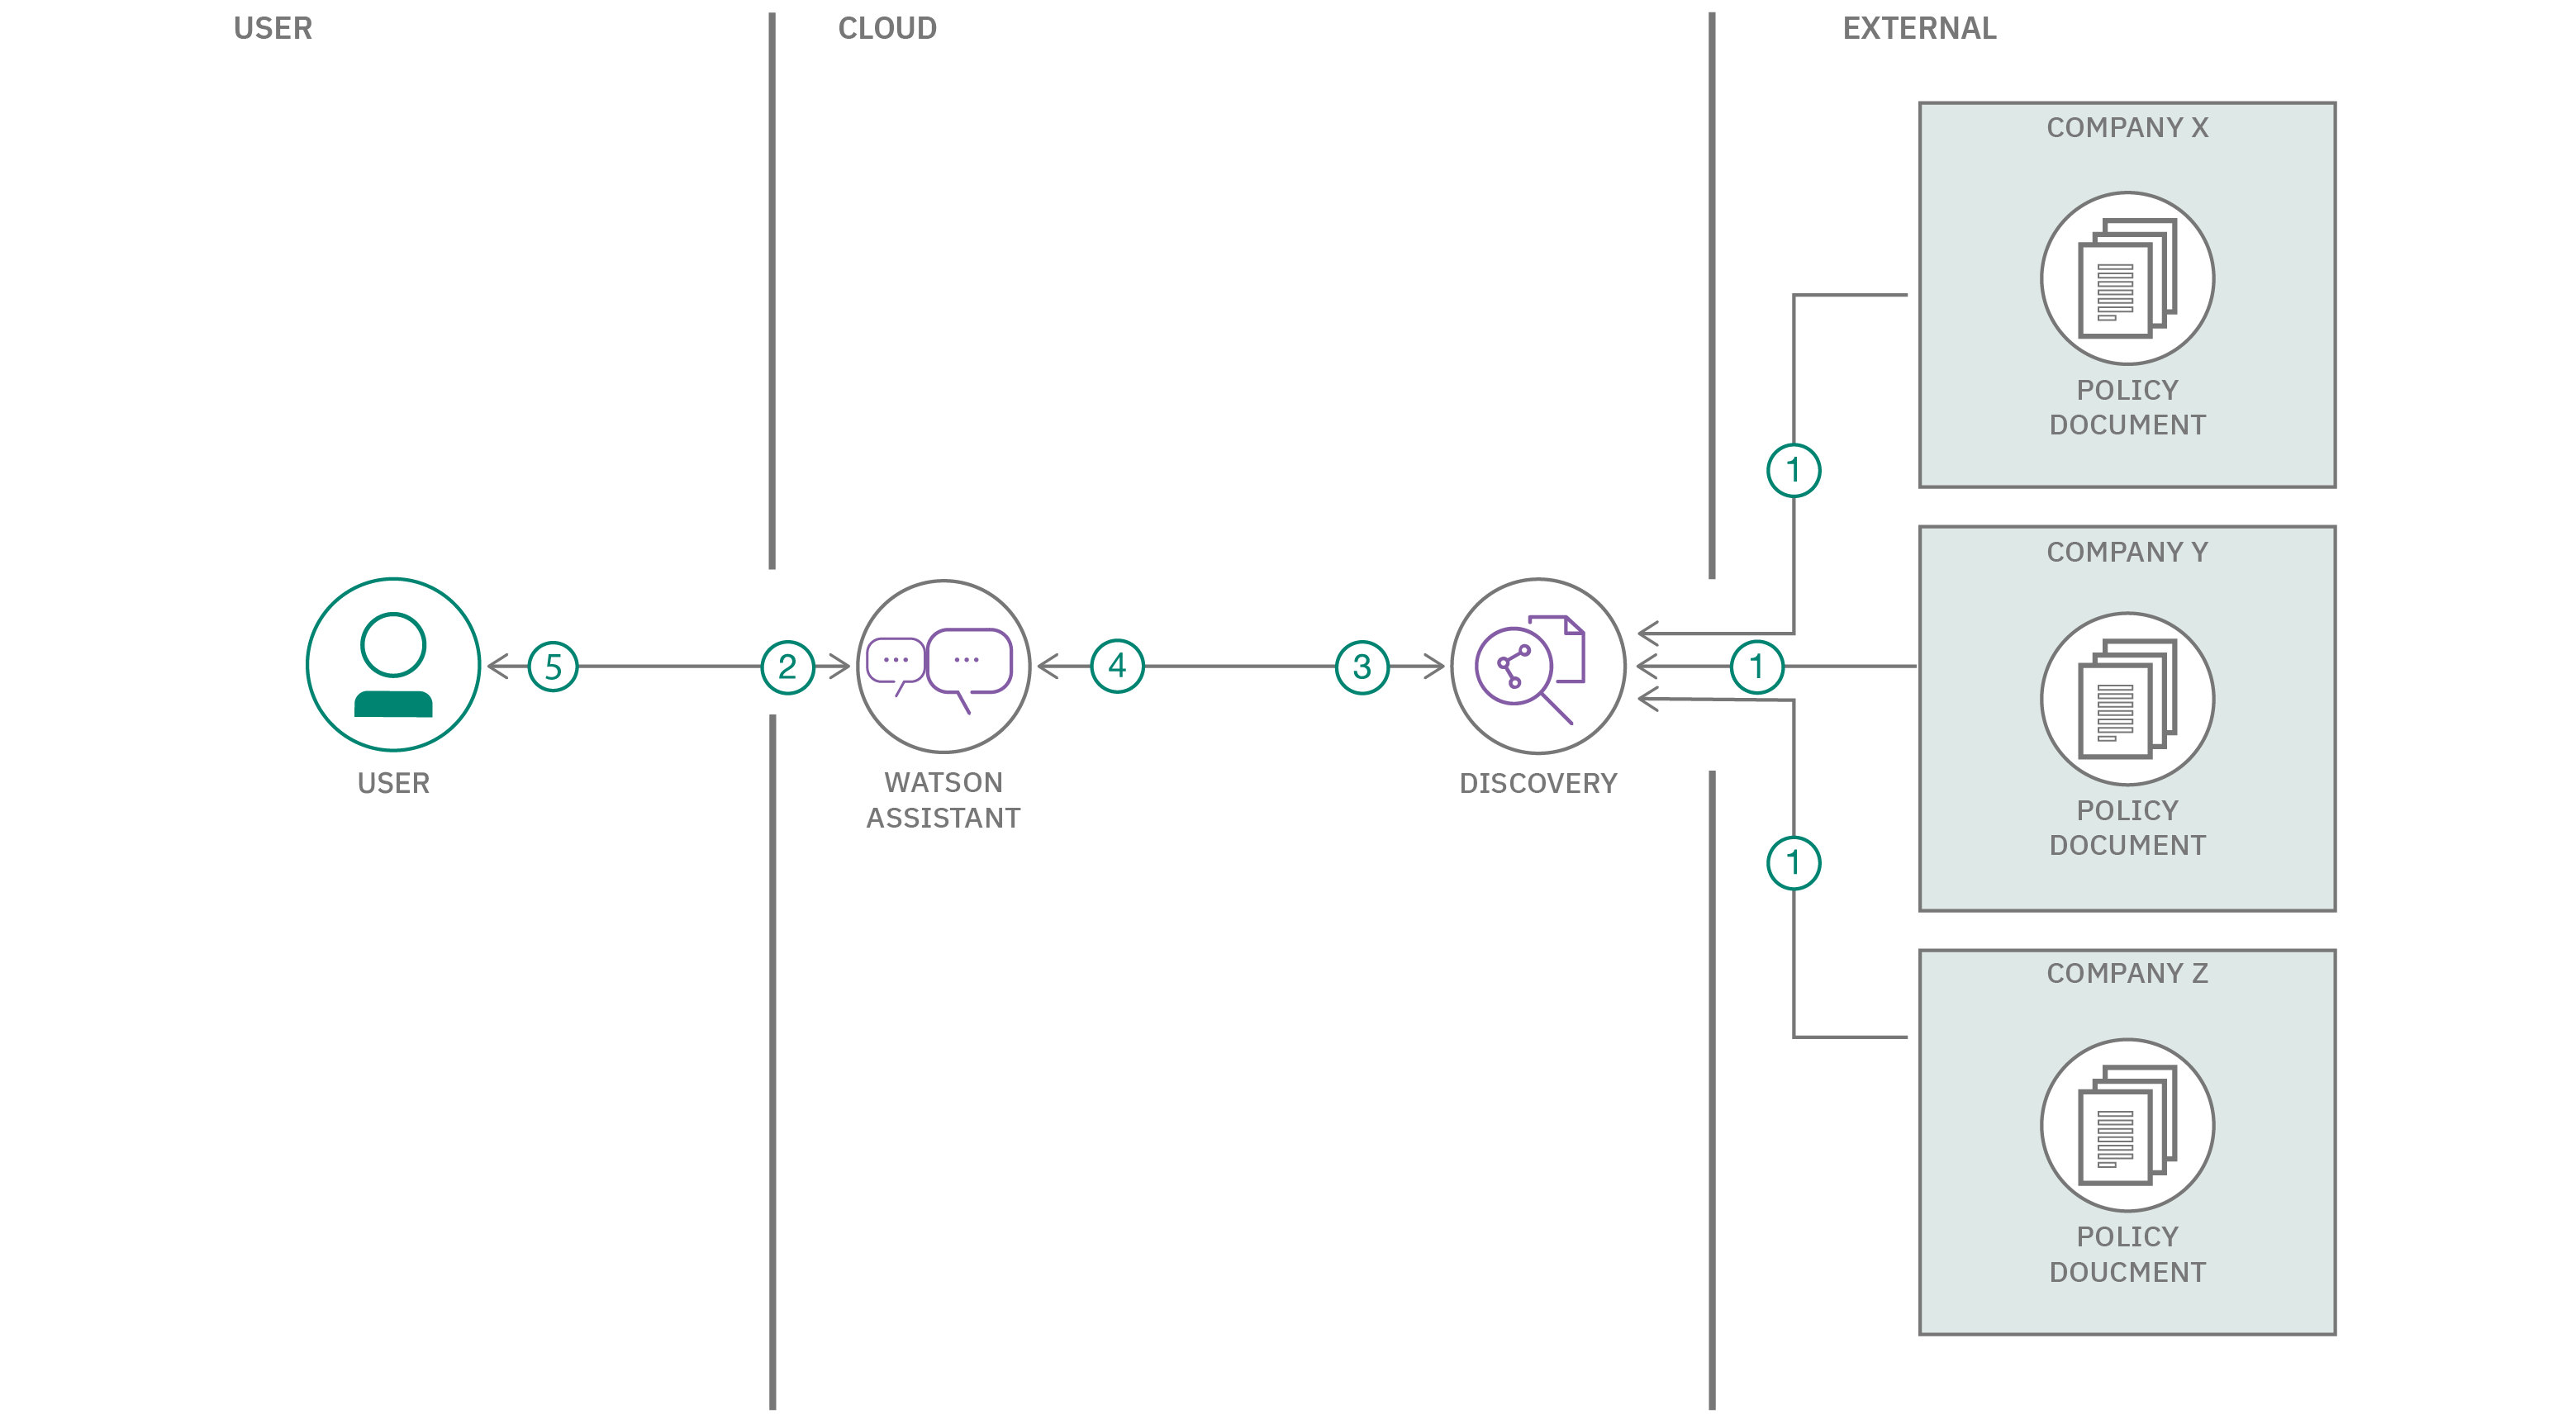 USER
CLOUD
EXTERNAL
COMPANY X
POLICY
DOCUMENT
1
COMPANY Y
POLICY
DOCUMENT
5
2
4
3
1
USER
WATSON
ASSISTANT
DISCOVERY
1
COMPANY Z
POLICY
DOUCMENT